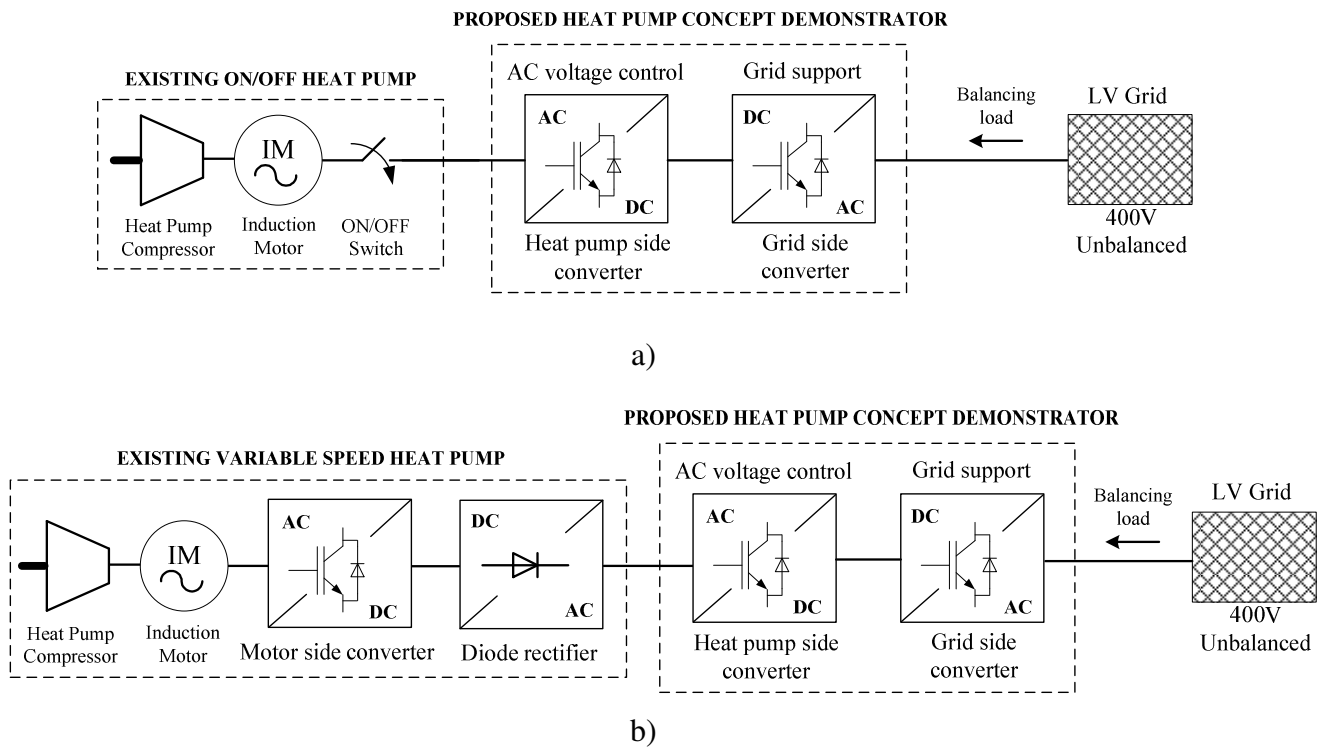 PROPOSED HEAT PUMP CONCEPT DEMONSTRATOR
EXISTING ON/OFF HEAT PUMP
AC voltage control
Grid support
Balancing
load
LV Grid
IM
AC
DC
DC
AC
Heat Pump
Compressor
Induction
Motor
ON/OFF
Switch
Heat pump side
converter
Grid side
converter
400V
Unbalanced
a)
PROPOSED HEAT PUMP CONCEPT DEMONSTRATOR
EXISTING VARIABLE SPEED HEAT PUMP
AC voltage control
Grid support
Balancing
load
LV Grid
IM
AC
DC
DC
AC
AC
DC
DC
AC
Heat Pump
Compressor
Induction
Motor
Motor side converter
Diode rectifier
Heat pump side
converter
Grid side
converter
400V
Unbalanced
b)